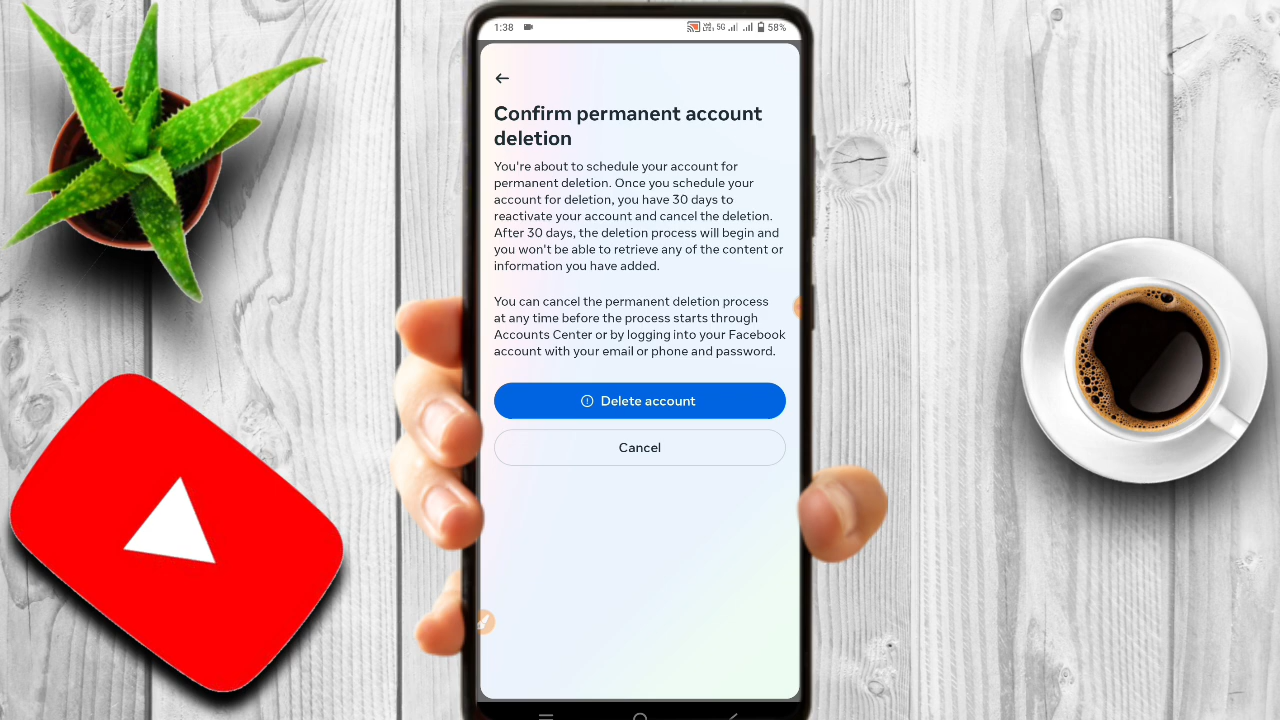 1:38
5G
58%
Confirm permanent account
deletion
You're about to schedule your account for
permanent deletion. Once you schedule your
account for deletion, you have 30 days to
reactivate your account and cancel the deletion.
After 30 days, the deletion process will begin and
you won't be able to retrieve any of the content or
information you have added.
You can cancel the permanent deletion process
at any time before the process starts through
Accounts Center or by logging into your Facebook
account with your email or phone and password.
Delete account
Cancel